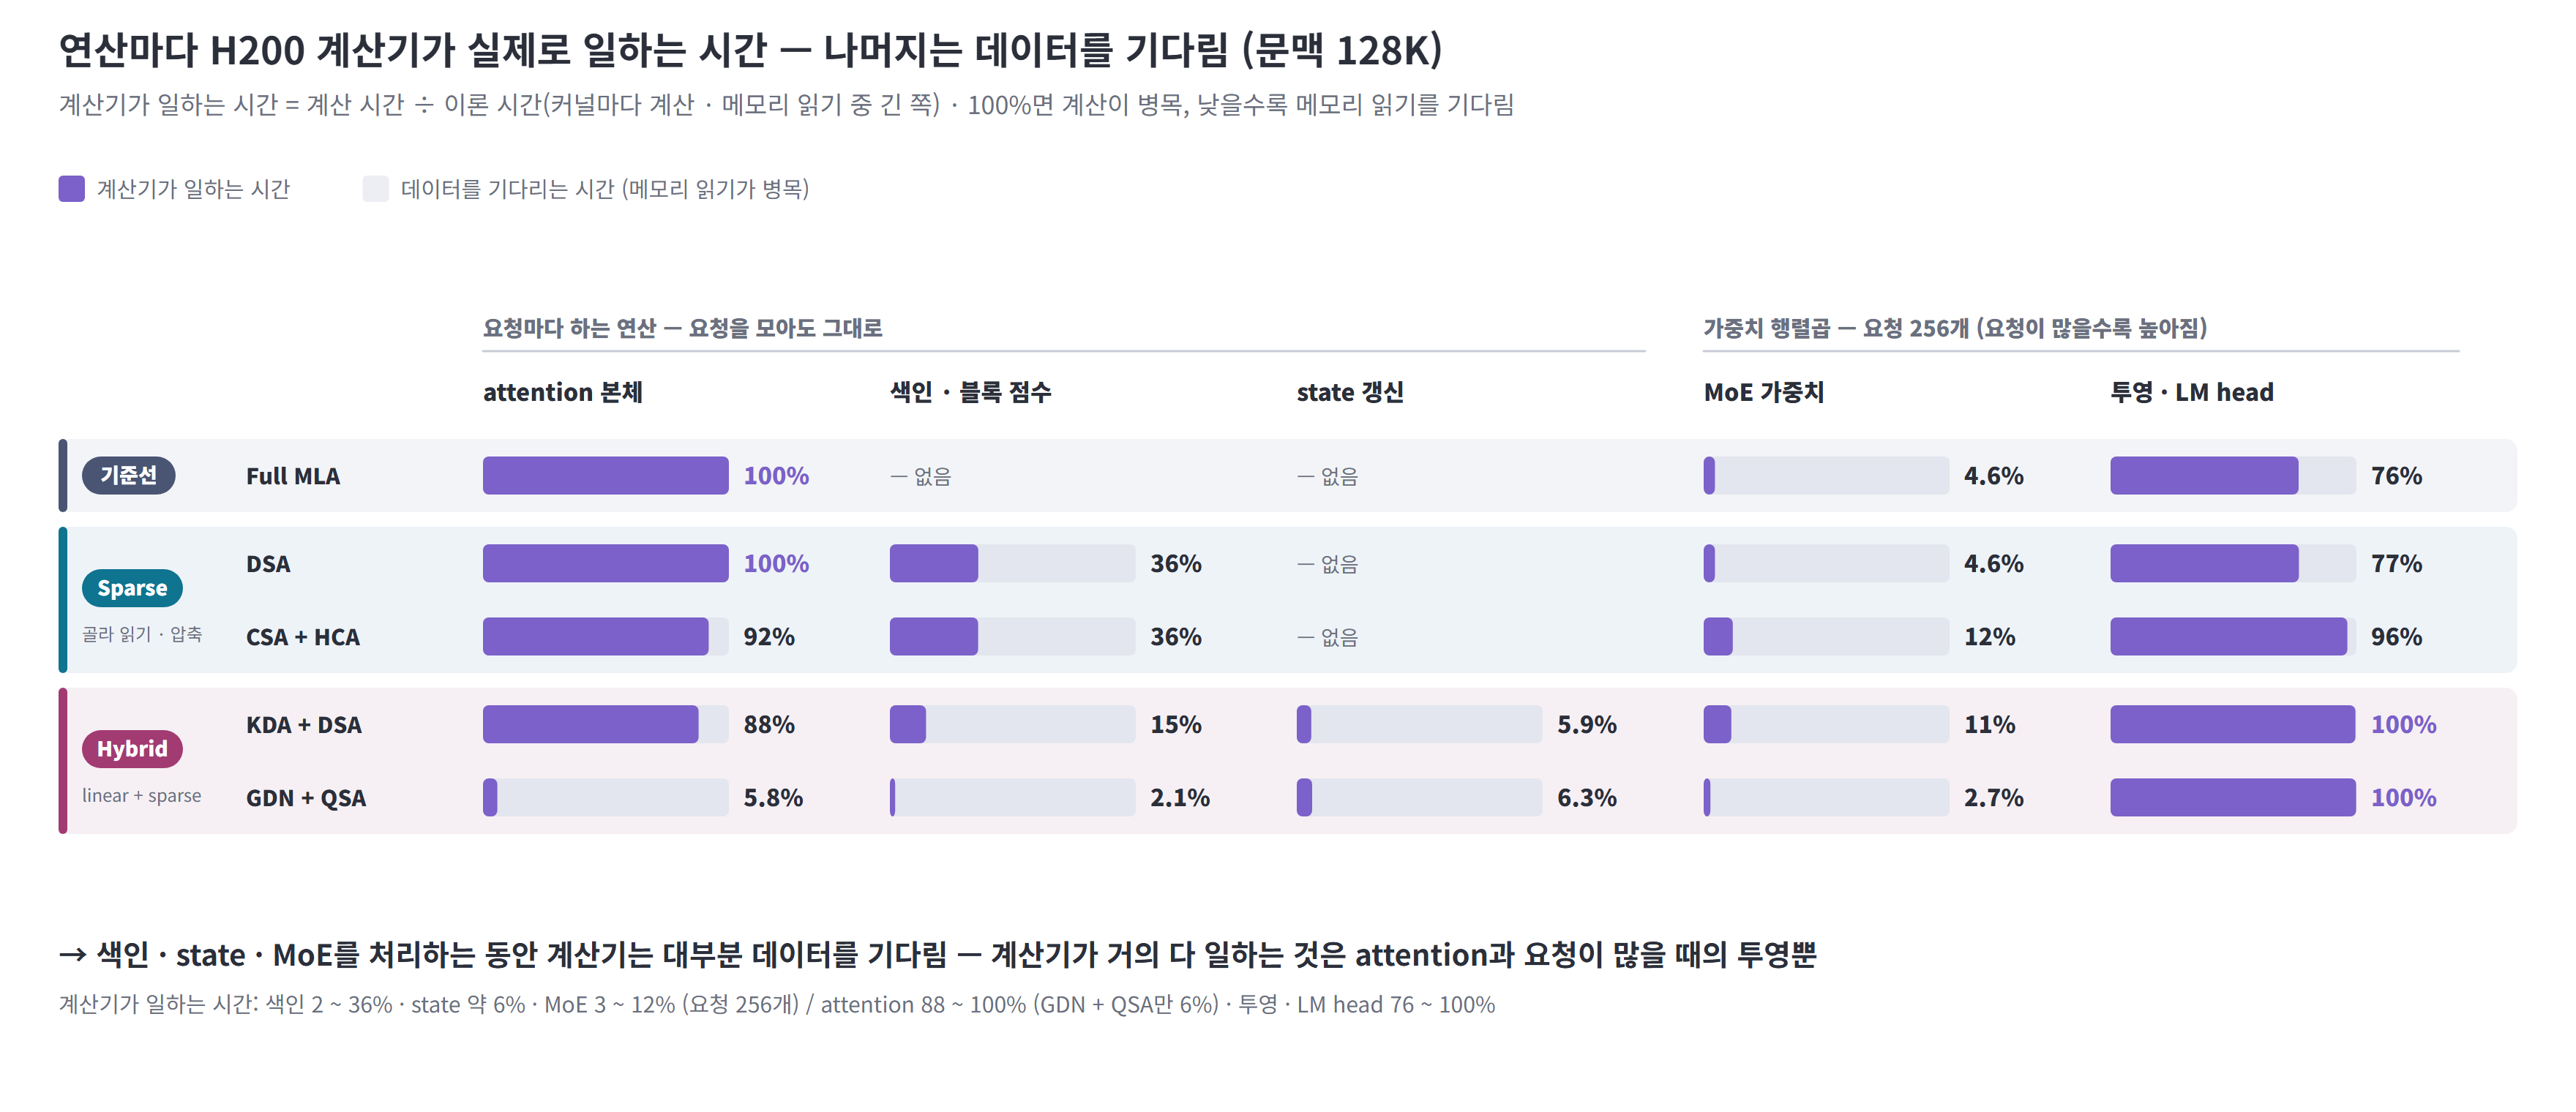 연산마다 H200 계산기가 실제로 일하는 시간 — 나머지는 데이터를 기다림 (문맥 128K)
계산기가 일하는 시간 = 계산 시간 ÷ 이론 시간(커널마다 계산 · 메모리 읽기 중 긴 쪽) · 100%면 계산이 병목, 낮을수록 메모리 읽기를 기다림
계산기가 일하는 시간 데이터를 기다리는 시간 (메모리 읽기가 병목)
요청마다 하는 연산 — 요청을 모아도 그대로 가중치 행렬곱 — 요청 256개 (요청이 많을수록 높아짐)
attention 본체 색인 · 블록 점수 state 갱신 MoE 가중치 투영 · LM head
기준선 Full MLA 100% — 없음 — 없음 4.6% 76%
DSA 100% 36% — 없음 4.6% 77%
Sparse
골라 읽기 · 압축 CSA + HCA 92% 36% — 없음 12% 96%
KDA + DSA 88% 15% 5.9% 11% 100%
Hybrid
linear + sparse GDN + QSA 5.8% 2.1% 6.3% 2.7% 100%
→ 색인 · state · MoE를 처리하는 동안 계산기는 대부분 데이터를 기다림 — 계산기가 거의 다 일하는 것은 attention과 요청이 많을 때의 투영뿐
계산기가 일하는 시간: 색인 2 ~ 36% · state 약 6% · MoE 3 ~ 12% (요청 256개) / attention 88 ~ 100% (GDN + QSA만 6%) · 투영 · LM head 76 ~ 100%